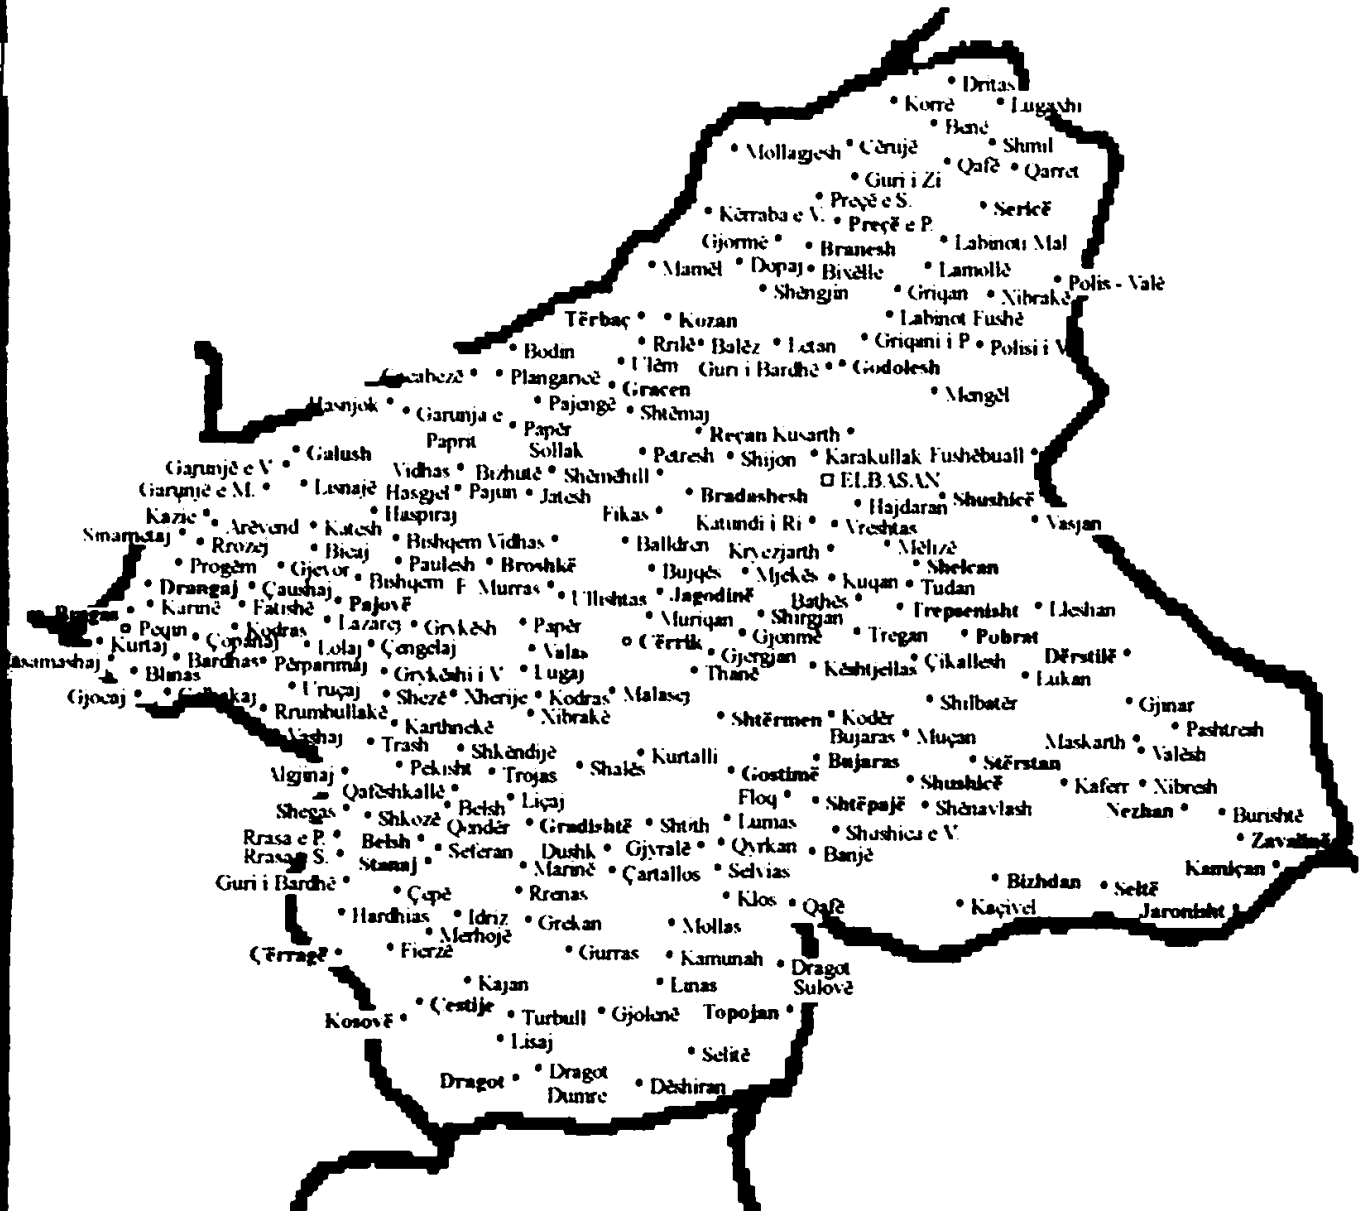 Dritas
Korrë
Lugaxhi
Benë
Shmil
Mollagjesh
Cërujë
Qafë
Qarret
Guri i Zi
Preçë e S.
Sericë
Kërraba e V.
Preçë e P.
Gjormë
Branesh
Labinoti Mal
Mamël
Dopaj
Bixëlle
Lamollë
Polis - Valë
Shëngjin
Griqan
Xibrakë
Tërbaç
Kozan
Labinot Fushë
Bodin
Rrilë
Balëz
Letan
Griqani i P
Polisi i V
Ulëm
Guri i Bardhë
Godolesh
Plangaricë
Gracen
Mengël
Hasnjok
Garunja e
Paprit
Pajengë
Shtëmaj
Papër
Sollak
Reçan
Kusarth
Galush
Petresh
Shijon
Karakullak
Fushëbuall
Garunjë e V
Vidhas
Bizhutë
Shëmëhill
ELBASAN
Garunjë e M.
Lisnajë
Hasgjel
Pajun
Jatesh
Bradashesh
Hajdaran
Shushicë
Kazie
Haspiraj
Fikas
Katundi i Ri
Vreshtas
Vasjan
Arëvend
Katesh
Rrozej
Bicaj
Bishqem
Vidhas
Balldren
Kryezjarth
Mëlizë
Progëm
Gjevor
Paulesh
Broshkë
Bujqës
Mjekës
Shelcan
Drangaj
Çaushaj
Bishqem F
Murras
Ullishtas
Jagodinë
Kuqan
Tudan
Karinë
Fatishë
Pajovë
Bathës
Trepsenisht
Lleshan
Peqin
Kodras
Lazarej
Grykësh
Papër
Muriqan
Shirgjan
Kurtaj
Çopanaj
Lolaj
Çengelaj
Valas
Cërrik
Gjonmë
Tregan
Pobrat
Bardhas
Përparimaj
Gjergjan
Dërstilë
Blinas
Grykëshi i V
Lugaj
Thanë
Kështjellas
Çikallesh
Lukan
Gjocaj
Uruçaj
Shezë
Xherije
Kodras
Malasej
Shilbatër
Gjinar
Rrumbullakë
Karthnekë
Xibrakë
Shtërmen
Kodër
Bujaras
Muçan
Pashtresh
Trash
Shkëndijë
Kurtalli
Maskarth
Valësh
Algjinaj
Pekisht
Trojas
Shalës
Gostimë
Bujaras
Stërstan
Qafëshkallë
Shushicë
Kaferr
Xibresh
Shegas
Belsh
Liçaj
Floq
Shtëpajë
Shënavlash
Nezhan
Burishtë
Shkozë
Qendër
Gradishtë
Shtith
Lumas
Rrasa e P.
Belsh
Shushica e V.
Zavalinë
Rrasa e S.
Seferan
Dushk
Gjyralë
Qyrkan
Banjë
Stanaj
Marinë
Çartallos
Selvias
Kamiçan
Guri i Bardhë
Çepë
Rrenas
Klos
Qafë
Bizhdan
Seltë
Hardhias
Idriz
Grekan
Mollas
Kaçivel
Jaronisht
Merhojë
Çërragë
Fierzë
Gurras
Kamunah
Dragot
Sulovë
Kajan
Linas
Çestije
Kosovë
Turbull
Gjolenë
Topojan
Lisaj
Selitë
Dragot
Dragot
Dumre
Dëshiran